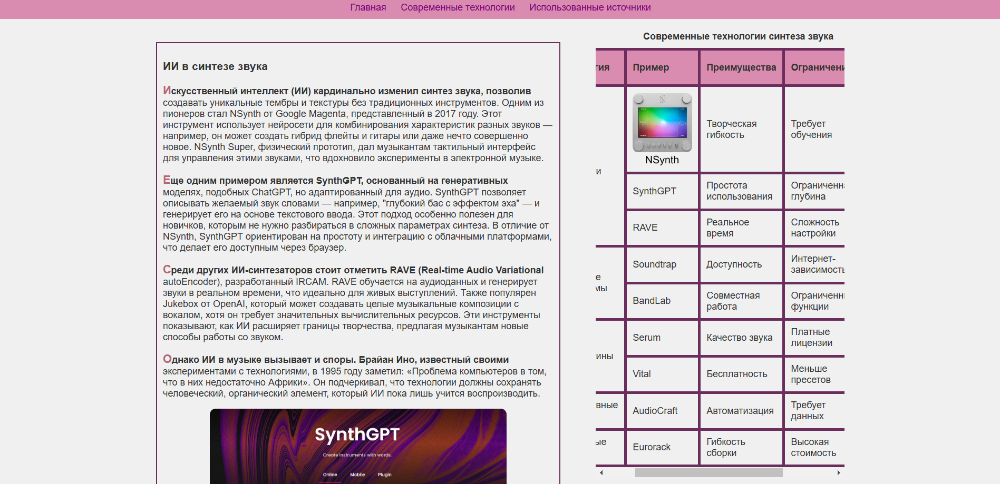 Главная Современные технологии Использованные источники
ИИ в синтезе звука
Искусственный интеллект (ИИ) кардинально изменил синтез звука, позволив
создавать уникальные тембры и текстуры без традиционных инструментов. Одним из
пионеров стал NSynth от Google Magenta, представленный в 2017 году. Этот
инструмент использует нейросети для комбинирования характеристик разных звуков —
например, он может создать гибрид флейты и гитары или даже нечто совершенно
новое. NSynth Super, физический прототип, дал музыкантам тактильный интерфейс
для управления этими звуками, что вдохновило эксперименты в электронной музыке.
Еще одним примером является SynthGPT, основанный на генеративных
моделях, подобных ChatGPT, но адаптированный для аудио. SynthGPT позволяет
описывать желаемый звук словами — например, "глубокий бас с эффектом эха" — и
генерирует его на основе текстового ввода. Этот подход особенно полезен для
новичков, которым не нужно разбираться в сложных параметрах синтеза. В отличие от
NSynth, SynthGPT ориентирован на простоту и интеграцию с облачными платформами,
что делает его доступным через браузер.
Среди других ИИ-синтезаторов стоит отметить RAVE (Real-time Audio Variational
autoEncoder), разработанный IRCAM. RAVE обучается на аудиоданных и генерирует
звуки в реальном времени, что идеально для живых выступлений. Также популярен
Jukebox от OpenAI, который может создавать целые музыкальные композиции с
вокалом, хотя он требует значительных вычислительных ресурсов. Эти инструменты
показывают, как ИИ расширяет границы творчества, предлагая музыкантам новые
способы работы со звуком.
Однако ИИ в музыке вызывает и споры. Брайан Ино, известный своими
экспериментами с технологиями, в 1995 году заметил: «Проблема компьютеров в том,
что в них недостаточно Африки». Он подчеркивал, что технологии должны сохранять
человеческий, органический элемент, который ИИ пока лишь учится воспроизводить.
SynthGPT
Create instruments with words.
Online Mobile Plugin
Современные технологии синтеза звука
гия Пример Преимущества Ограничени
и
NSynth
Творческая
гибкость
Требует
обучения
SynthGPT
Простота
использования
Ограниченн
глубина
RAVE
Реальное
время
Сложность
настройки
е
мы
Soundtrap
Доступность
Интернет-
зависимость
BandLab
Совместная
работа
Ограниченн
функции
ины
Serum
Качество звука
Платные
лицензии
Vital
Бесплатность
Меньше
пресетов
вные
AudioCraft
Автоматизация
Требует
данных
ые
Eurorack
Гибкость
сборки
Высокая
стоимость